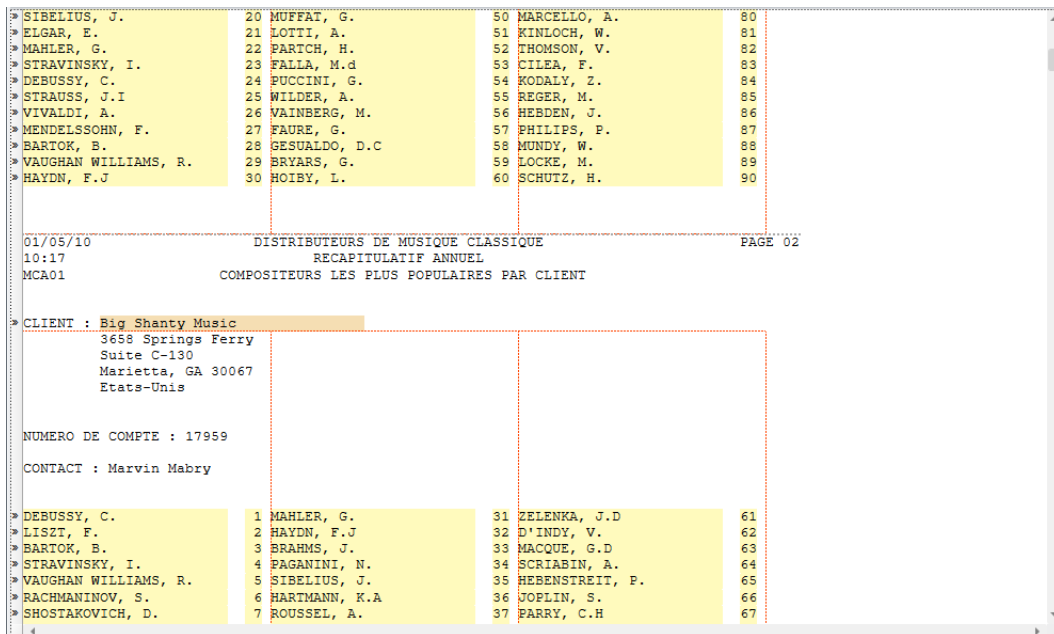 SIBELIUS, J. 20 MUFFAT, G. 50 MARCELLO, A. 80
ELGAR, E. 21 LOTTI, A. 51 KINLOCH, W. 81
MAHLER, G. 22 PARTCH, H. 52 THOMSON, V. 82
STRAVINSKY, I. 23 FALLA, M.d 53 CILEA, F. 83
DEBUSSY, C. 24 PUCCINI, G. 54 KODALY, Z. 84
STRAUSS, J.I 25 WILDER, A. 55 REGER, M. 85
VIVALDI, A. 26 VAINBERG, M. 56 HEBDEN, J. 86
MENDELSSOHN, F. 27 FAURE, G. 57 PHILIPS, P. 87
BARTOK, B. 28 GESUALDO, D.C 58 MUNDY, W. 88
VAUGHAN WILLIAMS, R. 29 BRYARS, G. 59 LOCKE, M. 89
HAYDN, F.J 30 HOIBY, L. 60 SCHUTZ, H. 90
01/05/10 DISTRIBUTEURS DE MUSIQUE CLASSIQUE PAGE 02
10:17 RECAPITULATIF ANNUEL
MCA01 COMPOSITEURS LES PLUS POPULAIRES PAR CLIENT
CLIENT : Big Shanty Music
3658 Springs Ferry
Suite C-130
Marietta, GA 30067
Etats-Unis
NUMERO DE COMPTE : 17959
CONTACT : Marvin Mabry
DEBUSSY, C. 1 MAHLER, G. 31 ZELENKA, J.D 61
LISZT, F. 2 HAYDN, F.J 32 D'INDY, V. 62
BARTOK, B. 3 BRAHMS, J. 33 MACQUE, G.D 63
STRAVINSKY, I. 4 PAGANINI, N. 34 SCRIABIN, A. 64
VAUGHAN WILLIAMS, R. 5 SIBELIUS, J. 35 HEBENSTREIT, P. 65
RACHMANINOV, S. 6 HARTMANN, K.A 36 JOPLIN, S. 66
SHOSTAKOVICH, D. 7 ROUSSEL, A. 37 PARRY, C.H 67